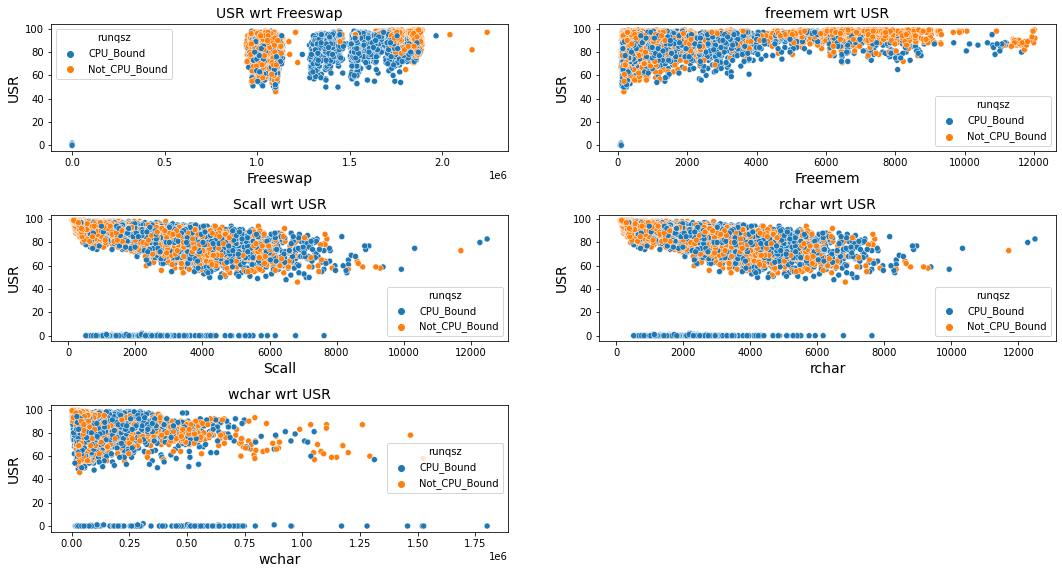 USR wrt Freeswap
USR
100
80
60
40
20
0
runqsz
CPU_Bound
Not_CPU_Bound
0.0
0.5
1.0
1.5
2.0
1e6
Freeswap
freemem wrt USR
USR
100
80
60
40
20
0
runqsz
CPU_Bound
Not_CPU_Bound
0
2000
4000
6000
8000
10000
12000
Freemem
Scall wrt USR
USR
100
80
60
40
20
0
runqsz
CPU_Bound
Not_CPU_Bound
0
2000
4000
6000
8000
10000
12000
Scall
rchar wrt USR
USR
100
80
60
40
20
0
runqsz
CPU_Bound
Not_CPU_Bound
0
2000
4000
6000
8000
10000
12000
rchar
wchar wrt USR
USR
100
80
60
40
20
0
runqsz
CPU_Bound
Not_CPU_Bound
0.00
0.25
0.50
0.75
1.00
1.25
1.50
1.75
1e6
wchar